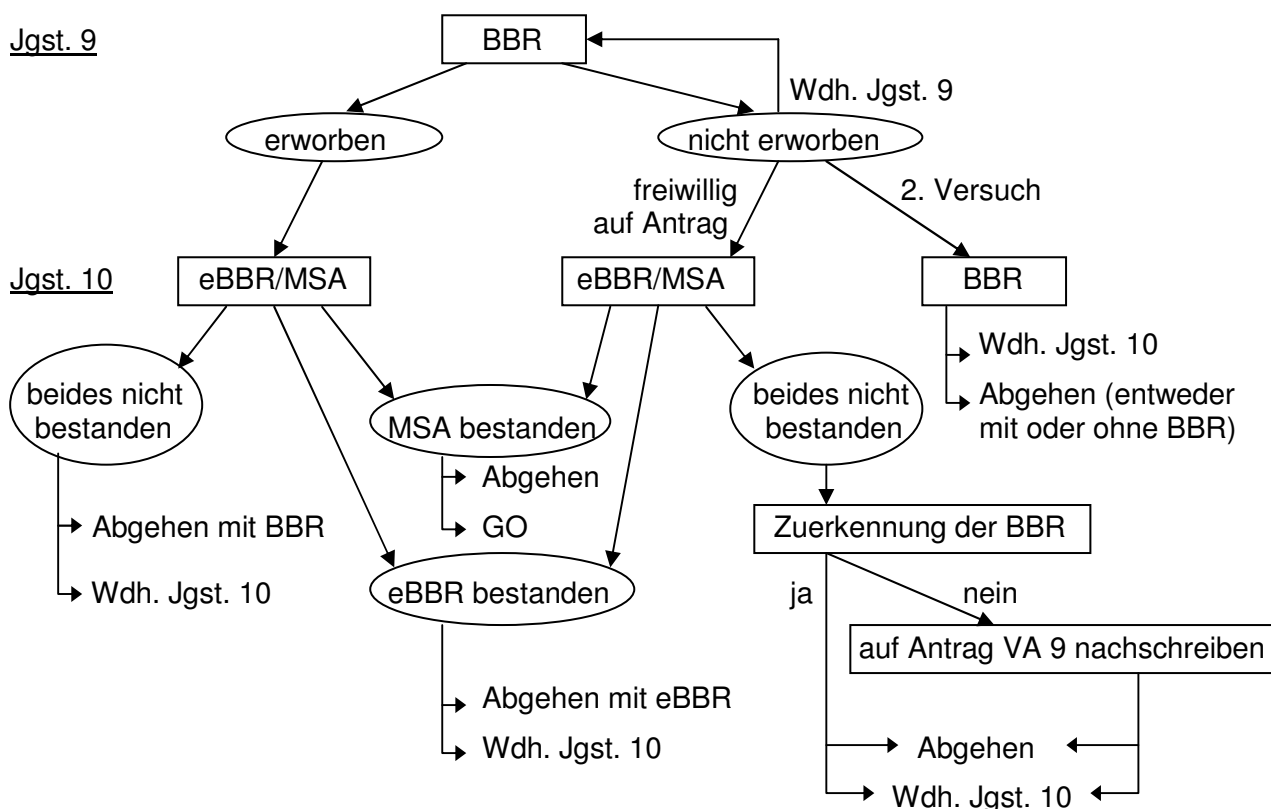 Jgst. 9
BBR
Wdh. Jgst. 9
erworben
nicht erworben
freiwillig
auf Antrag
2. Versuch
Jgst. 10
eBBR/MSA
eBBR/MSA
BBR
Wdh. Jgst. 10
Abgehen (entweder
mit oder ohne BBR)
beides nicht
bestanden
MSA bestanden
beides nicht
bestanden
Abgehen
GO
Abgehen mit BBR
Wdh. Jgst. 10
Zuerkennung der BBR
eBBR bestanden
ja
nein
auf Antrag VA 9 nachschreiben
Abgehen mit eBBR
Wdh. Jgst. 10
Abgehen
Wdh. Jgst. 10